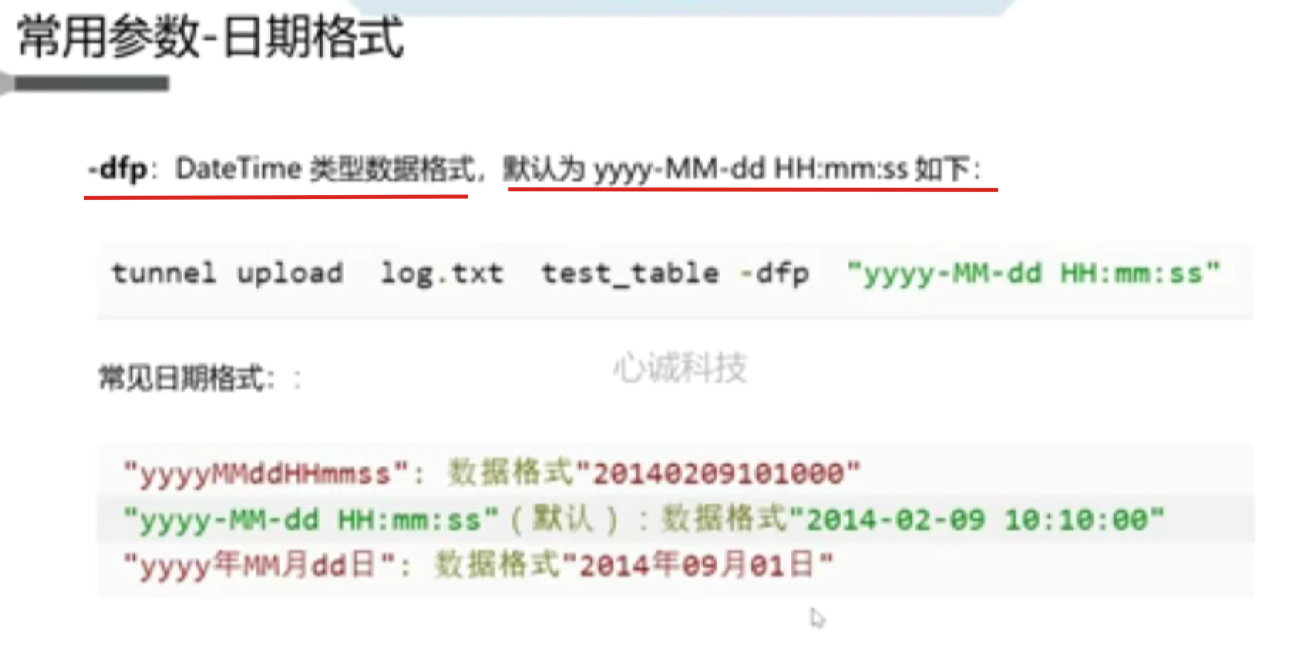 常用参数-日期格式
-dfp：DateTime 类型数据格式，默认为 yyyy-MM-dd HH:mm:ss 如下：
tunnel upload log.txt test_table -dfp "yyyy-MM-dd HH:mm:ss"
常见日期格式：:
心诚科技
"yyyyMMddHHmmss": 数据格式"20140209101000"
"yyyy-MM-dd HH:mm:ss"（默认）:数据格式"2014-02-09 10:10:00"
"yyyy年MM月dd日": 数据格式"2014年09月01日"